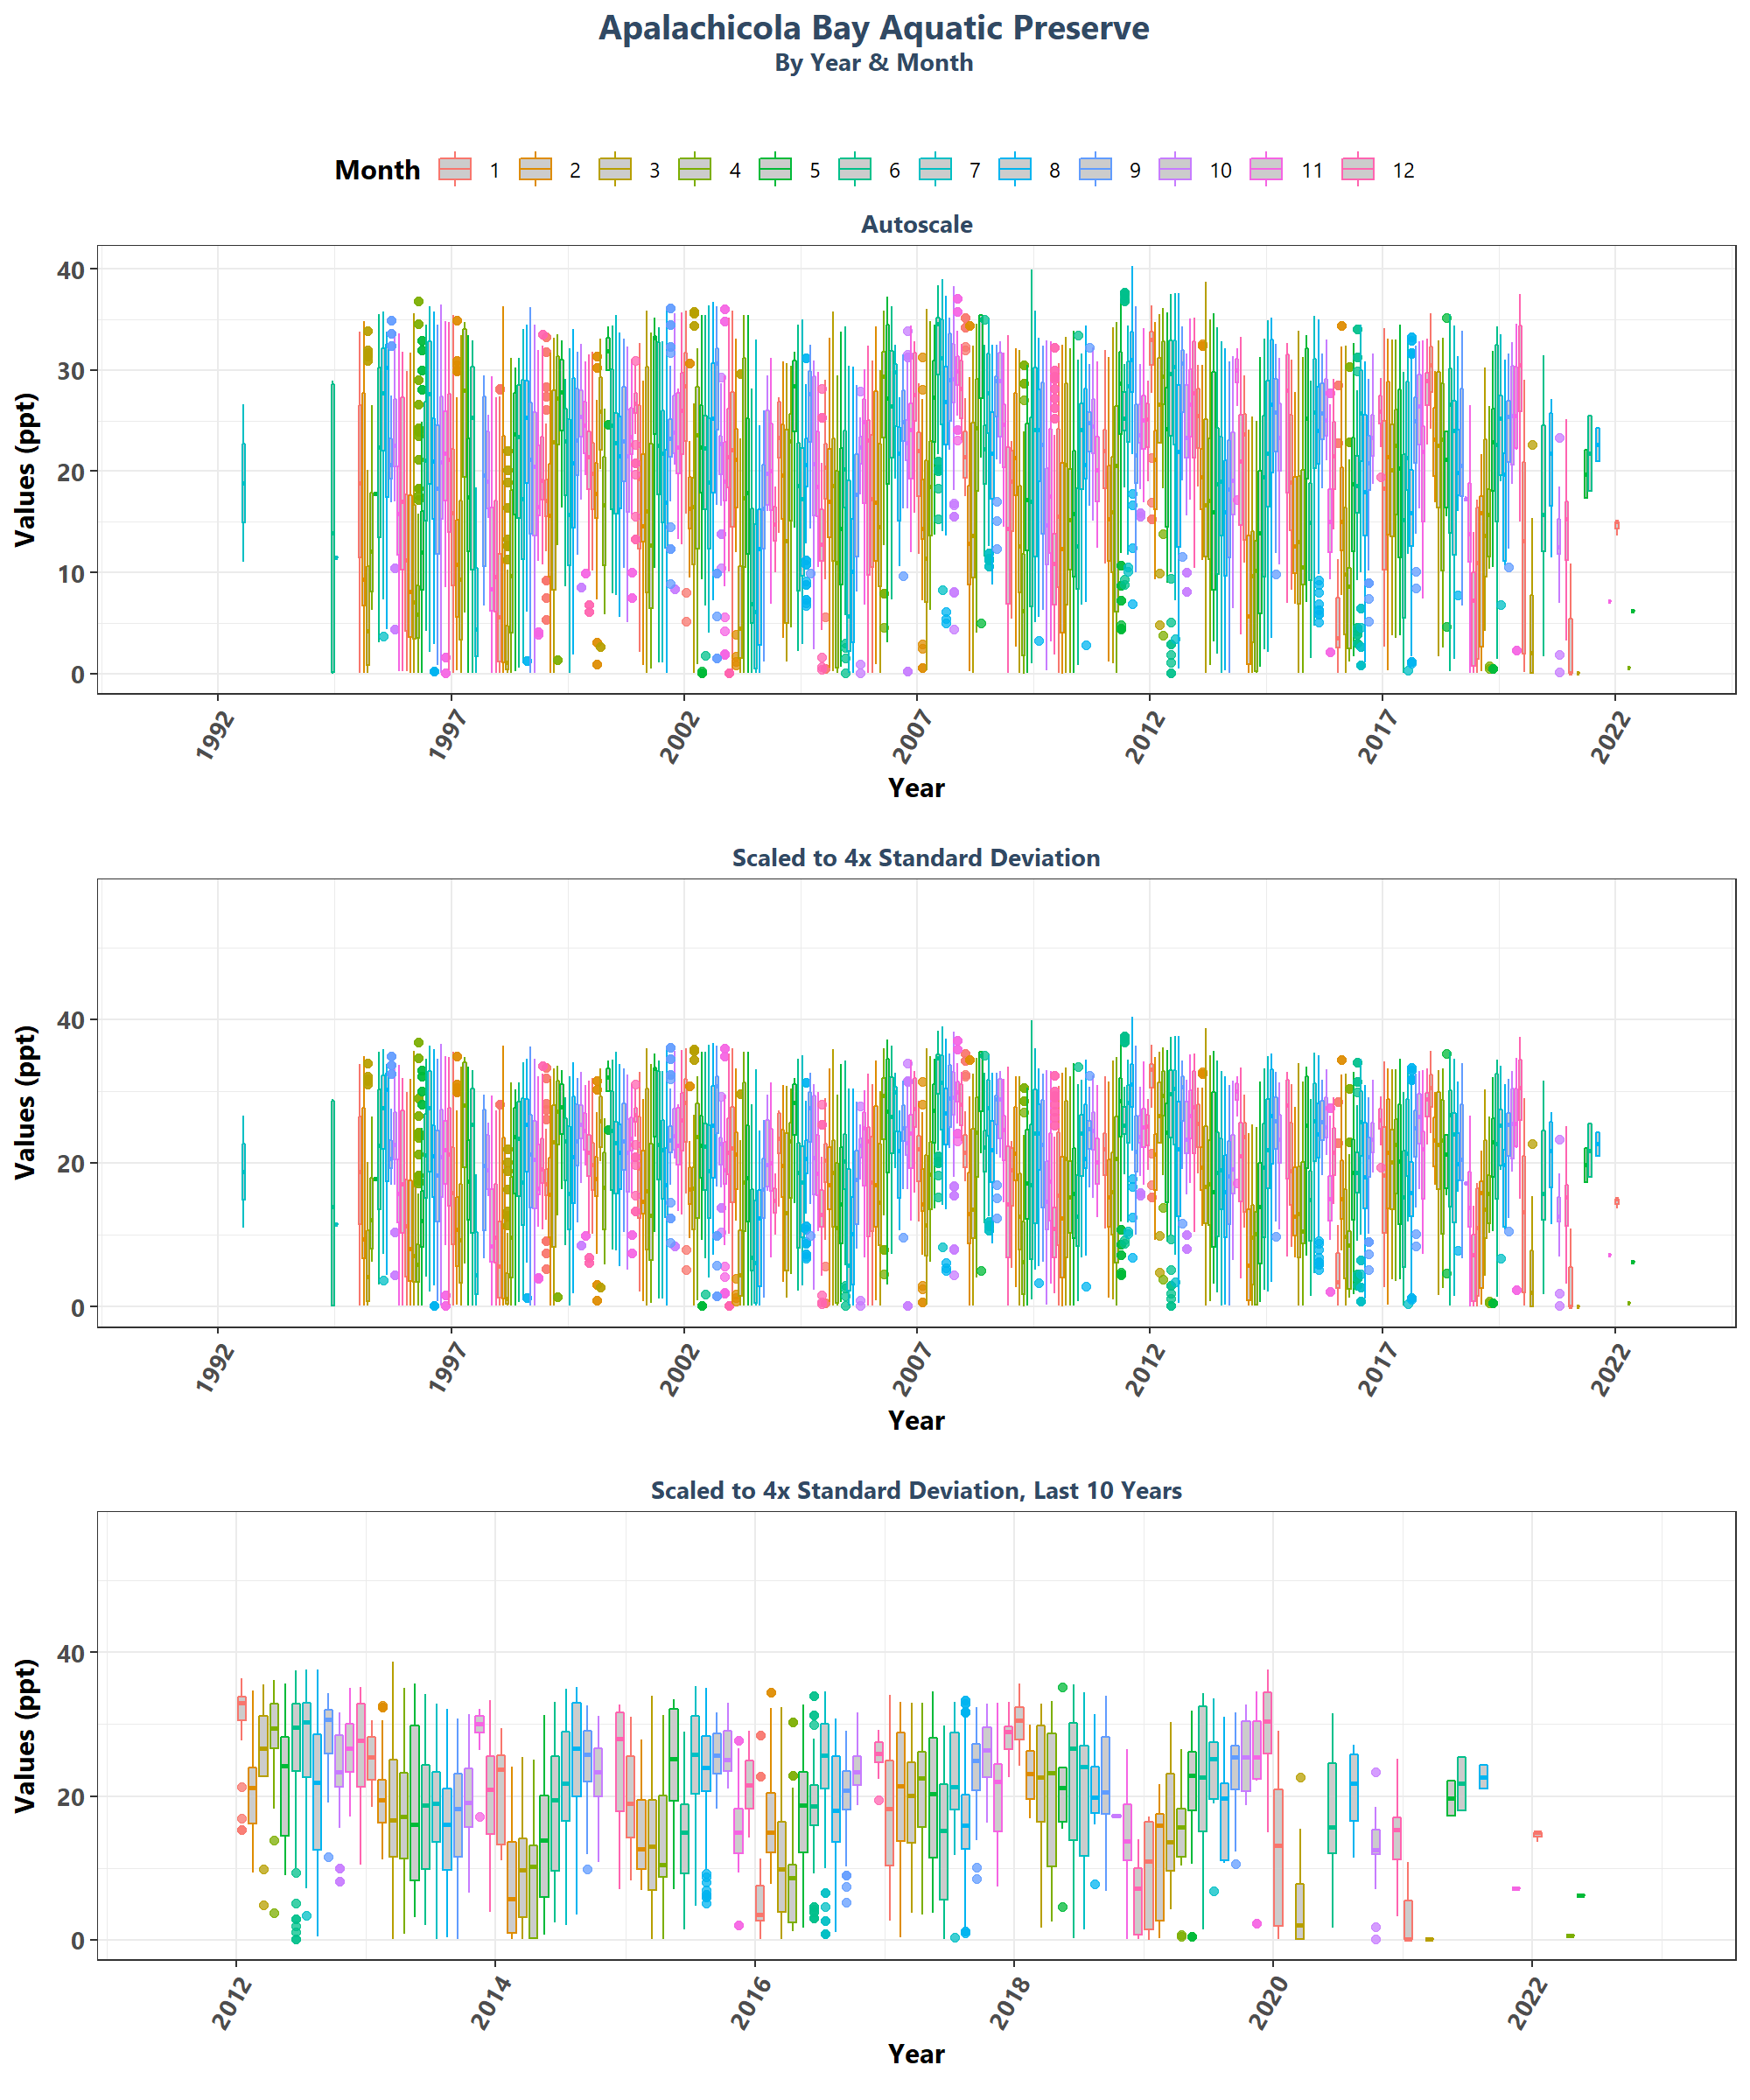 Apalachicola Bay Aquatic Preserve
By Year & Month
Month 1 2 3 4 5 6 7 8 9 10 11 12
Autoscale
Values (ppt)
40
30
20
10
0
1992 1997 2002 2007 2012 2017 2022
Year
Scaled to 4x Standard Deviation
Values (ppt)
40
20
0
1992 1997 2002 2007 2012 2017 2022
Year
Scaled to 4x Standard Deviation, Last 10 Years
Values (ppt)
40
20
0
2012 2014 2016 2018 2020 2022
Year